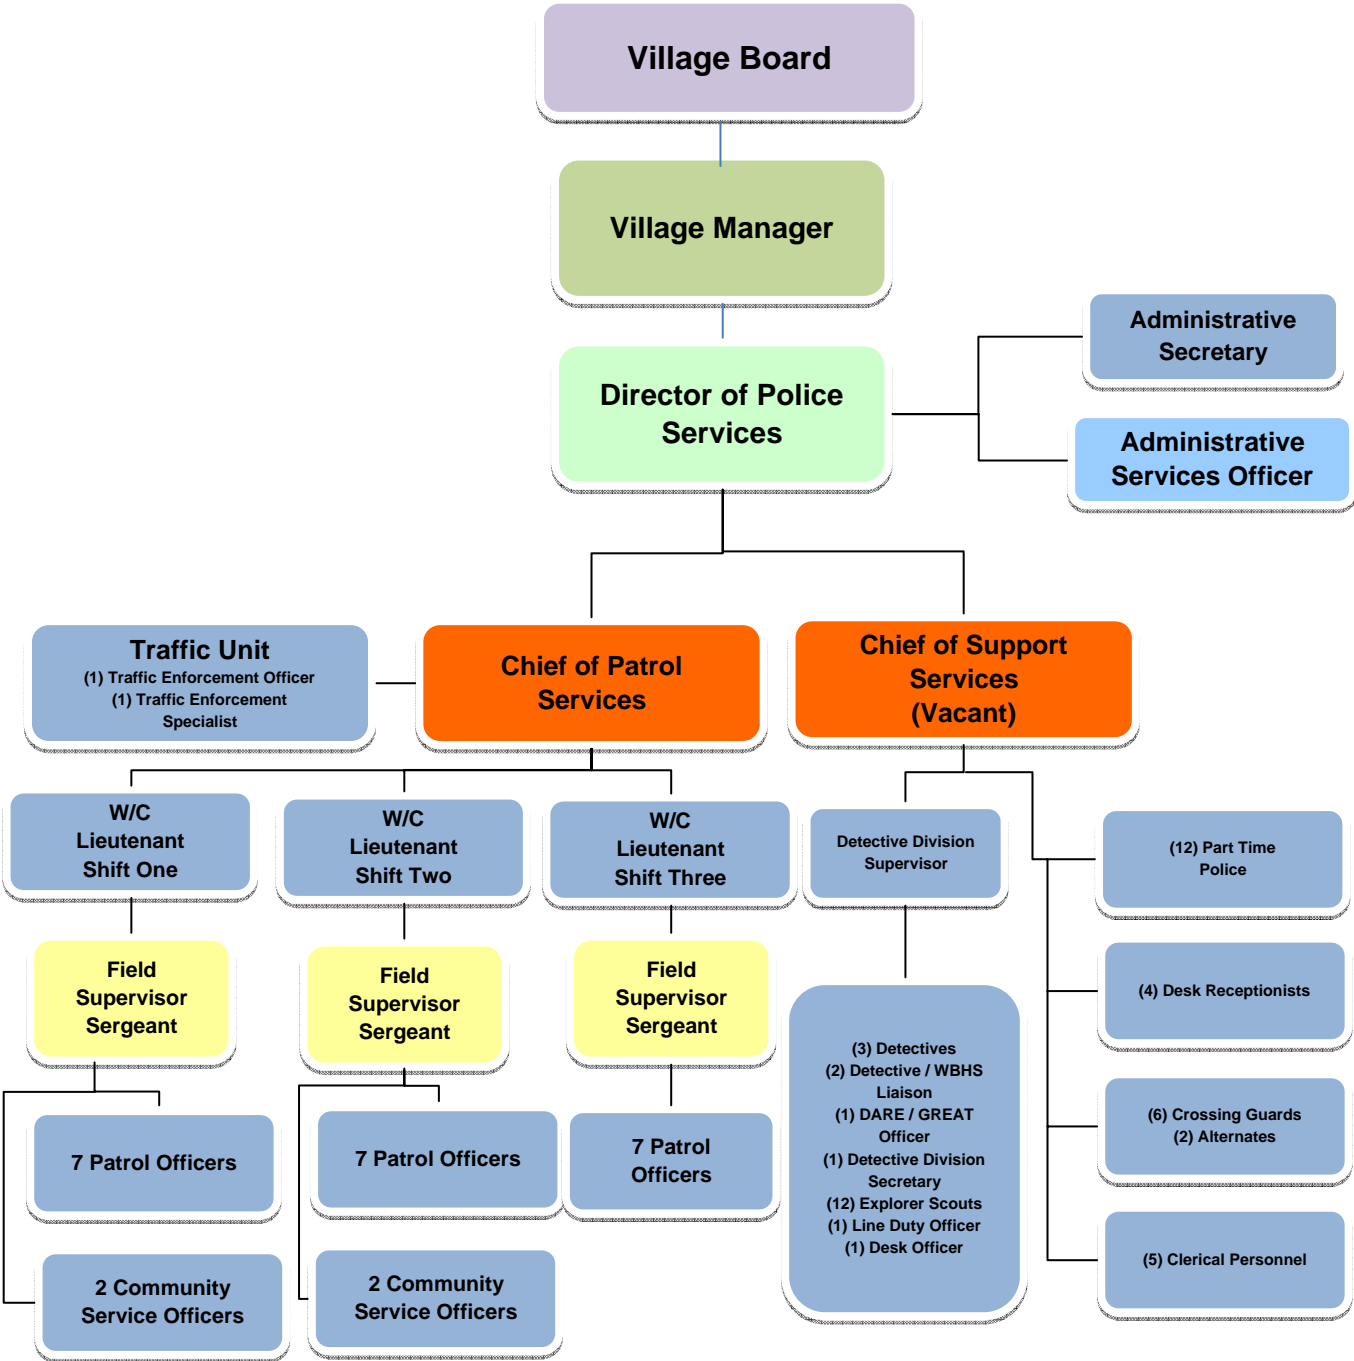 Village Board
Village Manager
Administrative
Secretary
Director of Police
Services
Administrative
Services Officer
Traffic Unit
(1) Traffic Enforcement Officer
(1) Traffic Enforcement
Specialist
Chief of Patrol
Services
Chief of Support
Services
(Vacant)
W/C
Lieutenant
Shift One
W/C
Lieutenant
Shift Two
W/C
Lieutenant
Shift Three
Detective Division
Supervisor
(12) Part Time
Police
Field
Supervisor
Sergeant
Field
Supervisor
Sergeant
Field
Supervisor
Sergeant
(4) Desk Receptionists
(3) Detectives
(2) Detective / WBHS
Liaison
(1) DARE / GREAT
Officer
(1) Detective Division
Secretary
(12) Explorer Scouts
(1) Line Duty Officer
(1) Desk Officer
(6) Crossing Guards
(2) Alternates
7 Patrol Officers
7 Patrol Officers
7 Patrol
Officers
(5) Clerical Personnel
2 Community
Service Officers
2 Community
Service Officers